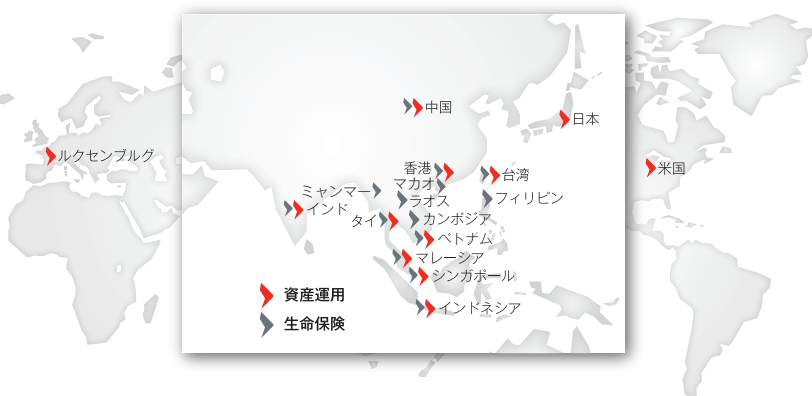 中国
日本
ルクセンブルグ
香港
台湾
米国
マカオ
ミャンマー
ラオス
フィリピン
インド
タイ
カンボジア
ベトナム
マレーシア
シンガポール
資産運用
インドネシア
生命保険